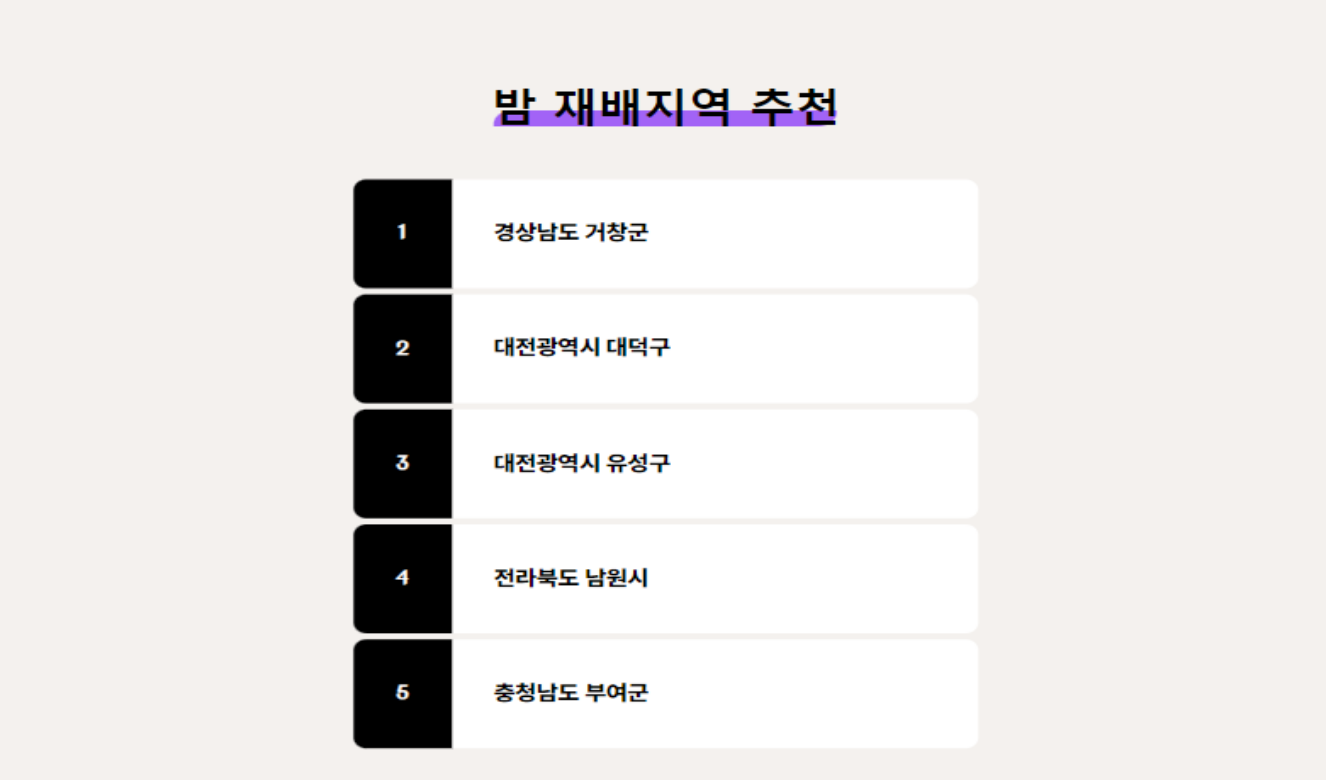 밤 재배지역 추천
1 경상남도 거창군
2 대전광역시 대덕구
3 대전광역시 유성구
4 전라북도 남원시
5 충청남도 부여군